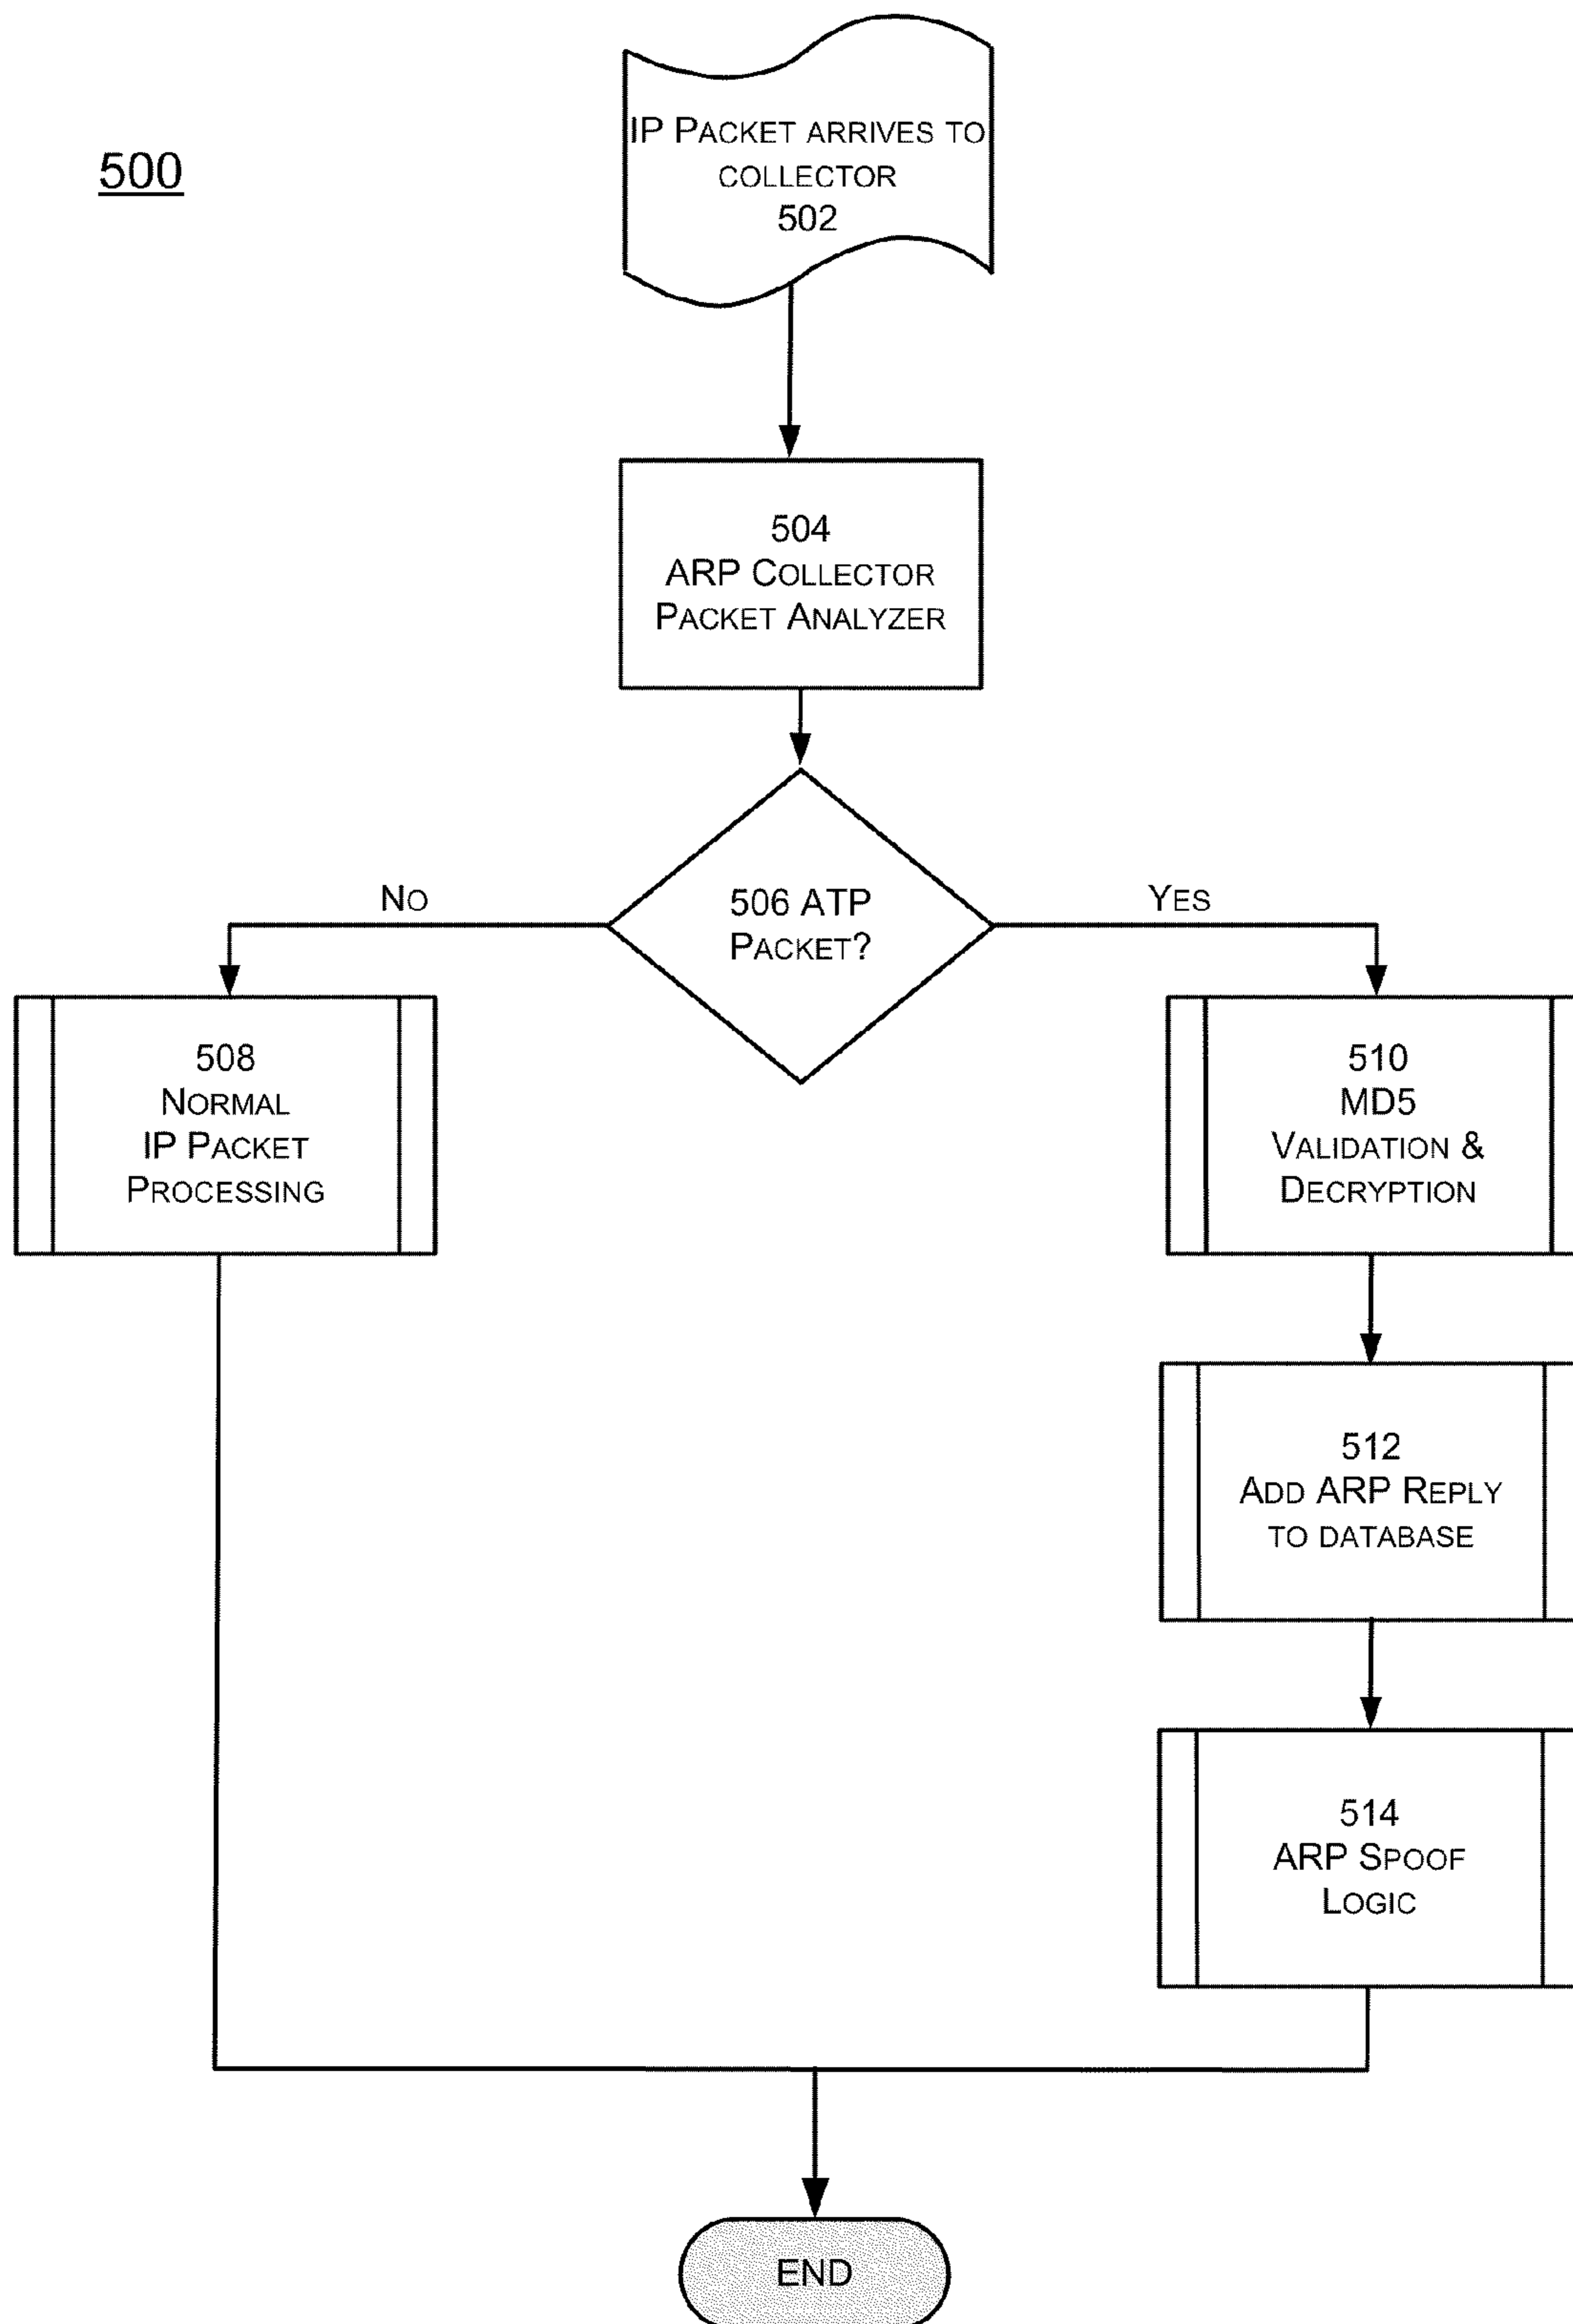 500
IP PACKET ARRIVES TO
COLLECTOR
502
504
ARP COLLECTOR
PACKET ANALYZER
506 ATP
PACKET?
NO
YES
508
NORMAL
IP PACKET
PROCESSING
510
MD5
VALIDATION &
DECRYPTION
512
ADD ARP REPLY
TO DATABASE
514
ARP SPOOF
LOGIC
END